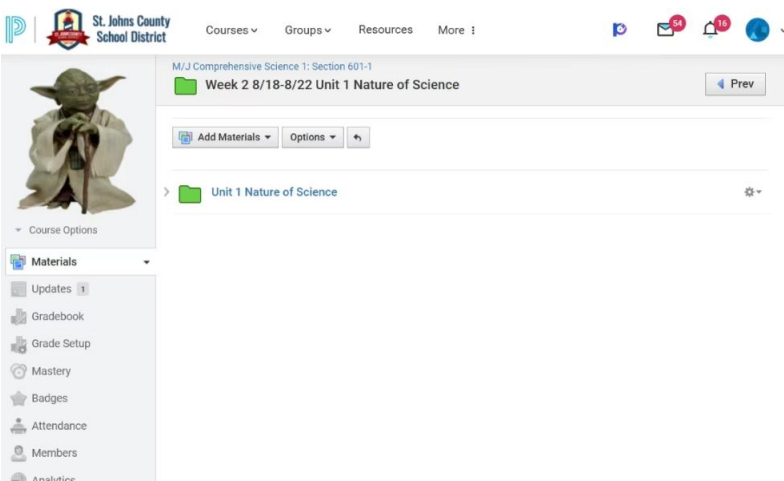 St. Johns County
School District
Courses
Groups
Resources
More
54
16
M/J Comprehensive Science 1: Section 601-1
Week 2 8/18-8/22 Unit 1 Nature of Science
Prev
Add Materials
Options
Unit 1 Nature of Science
Course Options
Materials
Updates 1
Gradebook
Grade Setup
Mastery
Badges
Attendance
Members
Analytics